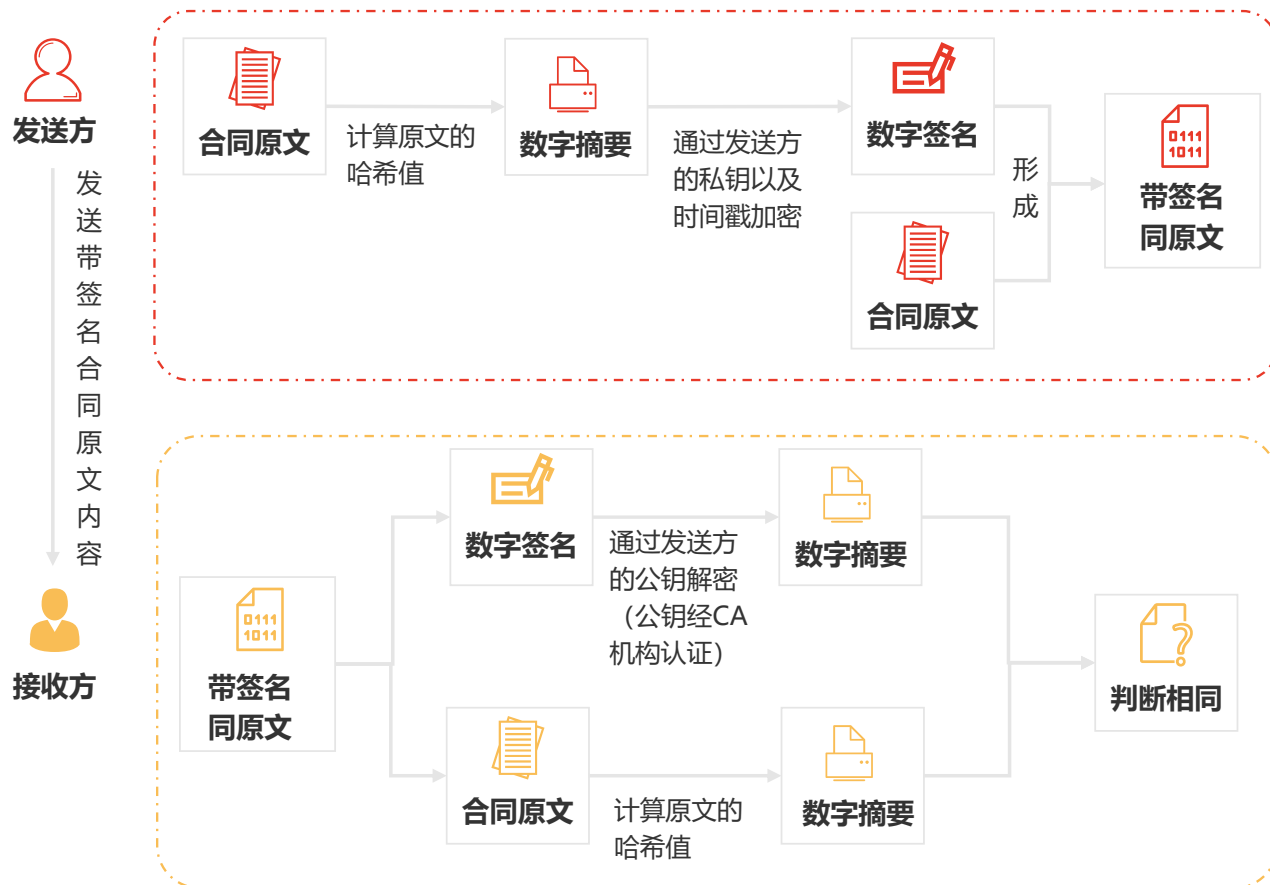 发送方
发送带签名合同原文内容
接收方
合同原文
计算原文的
哈希值
数字摘要
通过发送方
的私钥以及
时间戳加密
数字签名
合同原文
形成
0111
1011
带签名
同原文
0111
1011
带签名
同原文
数字签名
通过发送方
的公钥解密
（公钥经CA
机构认证）
数字摘要
合同原文
计算原文的
哈希值
数字摘要
?
判断相同